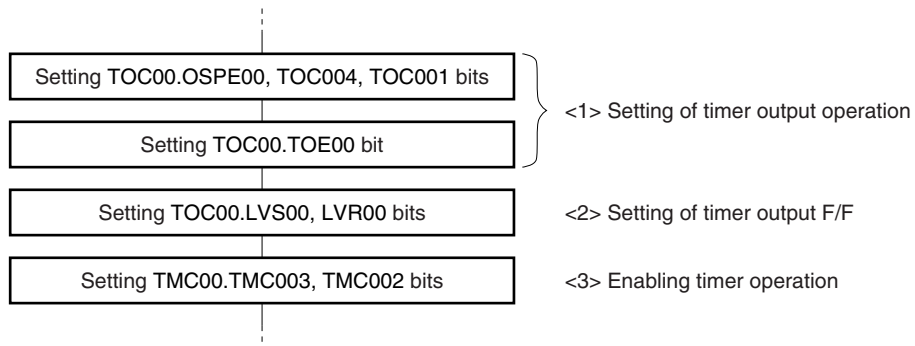 Setting TOC00.OSPE00, TOC004, TOC001 bits
<1> Setting of timer output operation
Setting TOC00.TOE00 bit
Setting TOC00.LVS00, LVR00 bits
<2> Setting of timer output F/F
Setting TMC00.TMC003, TMC002 bits
<3> Enabling timer operation